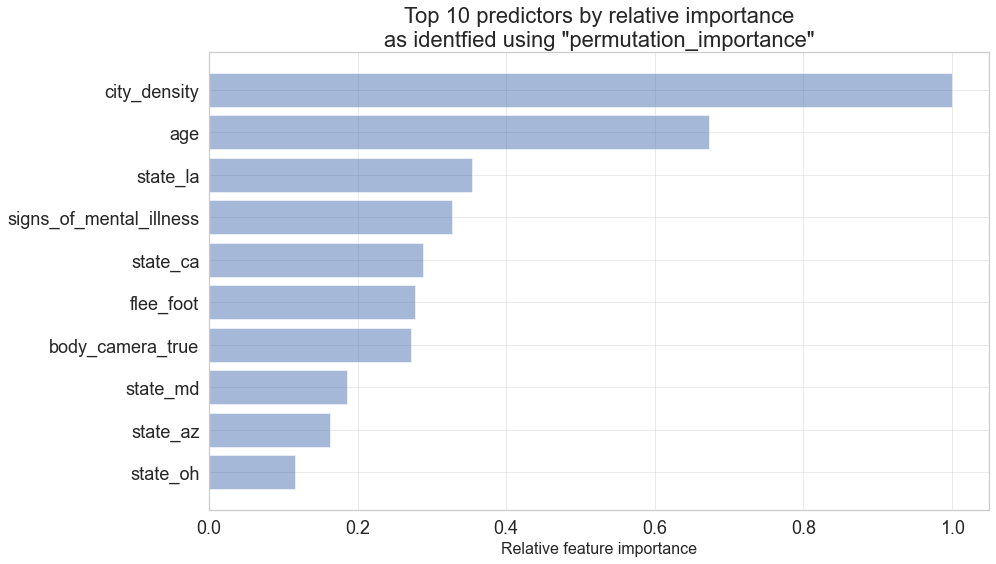 Top 10 predictors by relative importance
as identfied using "permutation_importance"
city_density
age
state_la
signs_of_mental_illness
state_ca
flee_foot
body_camera_true
state_md
state_az
state_oh
0.0 0.2 0.4 0.6 0.8 1.0
Relative feature importance